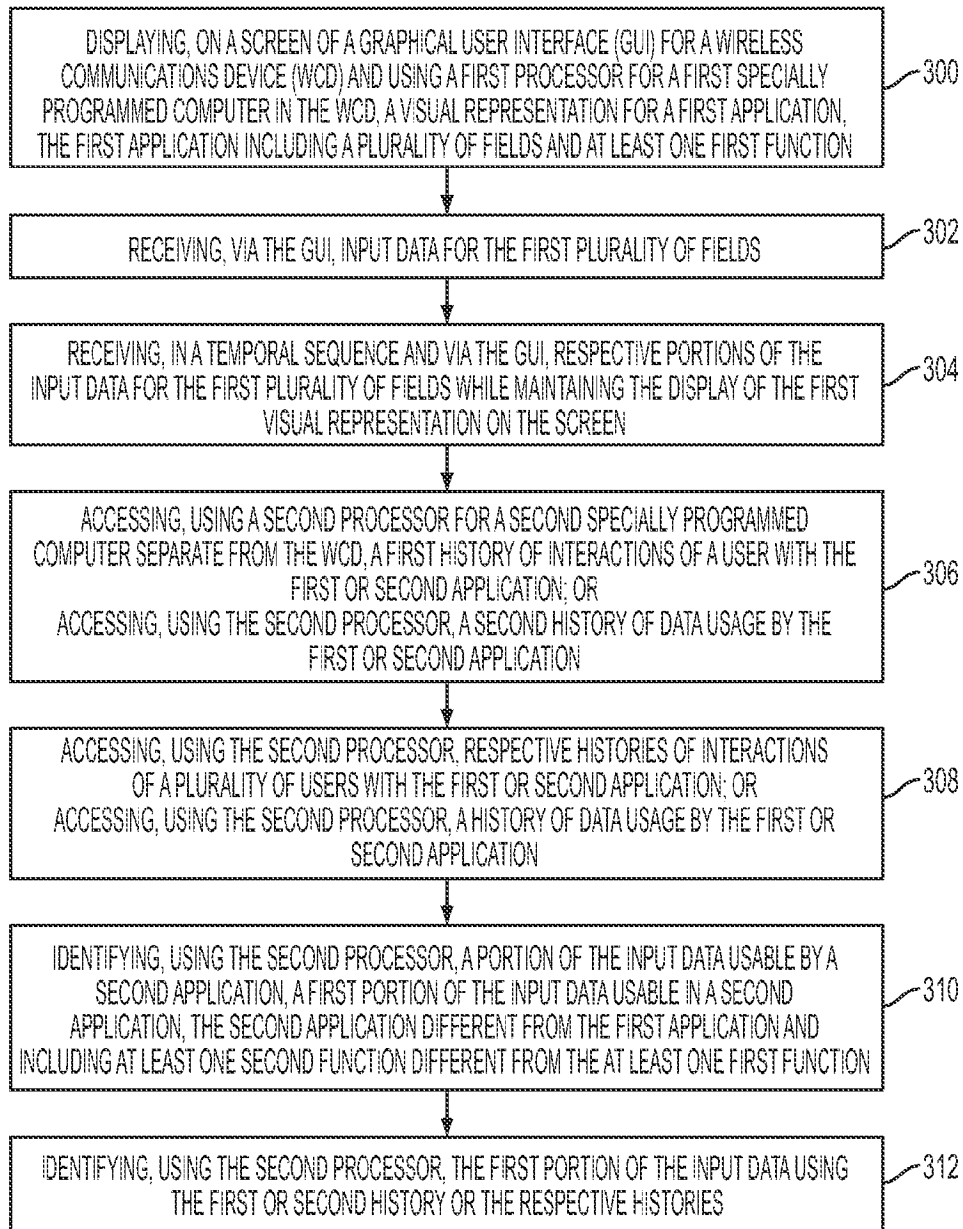 DISPLAYING, ON A SCREEN OF A GRAPHICAL USER INTERFACE (GUI) FOR A WIRELESS
COMMUNICATIONS DEVICE (WCD) AND USING A FIRST PROCESSOR FOR A FIRST SPECIALLY
PROGRAMMED COMPUTER IN THE WCD, A VISUAL REPRESENTATION FOR A FIRST APPLICATION,
THE FIRST APPLICATION INCLUDING A PLURALITY OF FIELDS AND AT LEAST ONE FIRST FUNCTION
300
RECEIVING, VIA THE GUI, INPUT DATA FOR THE FIRST PLURALITY OF FIELDS
302
RECEIVING, IN A TEMPORAL SEQUENCE AND VIA THE GUI, RESPECTIVE PORTIONS OF THE
INPUT DATA FOR THE FIRST PLURALITY OF FIELDS WHILE MAINTAINING THE DISPLAY OF THE FIRST
VISUAL REPRESENTATION ON THE SCREEN
304
ACCESSING, USING A SECOND PROCESSOR FOR A SECOND SPECIALLY PROGRAMMED
COMPUTER SEPARATE FROM THE WCD, A FIRST HISTORY OF INTERACTIONS OF A USER WITH THE
FIRST OR SECOND APPLICATION; OR
ACCESSING, USING THE SECOND PROCESSOR, A SECOND HISTORY OF DATA USAGE BY THE
FIRST OR SECOND APPLICATION
306
ACCESSING, USING THE SECOND PROCESSOR, RESPECTIVE HISTORIES OF INTERACTIONS
OF A PLURALITY OF USERS WITH THE FIRST OR SECOND APPLICATION; OR
ACCESSING, USING THE SECOND PROCESSOR, A HISTORY OF DATA USAGE BY THE FIRST OR
SECOND APPLICATION
308
IDENTIFYING, USING THE SECOND PROCESSOR, A PORTION OF THE INPUT DATA USABLE BY A
SECOND APPLICATION, A FIRST PORTION OF THE INPUT DATA USABLE IN A SECOND
APPLICATION, THE SECOND APPLICATION DIFFERENT FROM THE FIRST APPLICATION AND
INCLUDING AT LEAST ONE SECOND FUNCTION DIFFERENT FROM THE AT LEAST ONE FIRST FUNCTION
310
IDENTIFYING, USING THE SECOND PROCESSOR, THE FIRST PORTION OF THE INPUT DATA USING
THE FIRST OR SECOND HISTORY OR THE RESPECTIVE HISTORIES
312